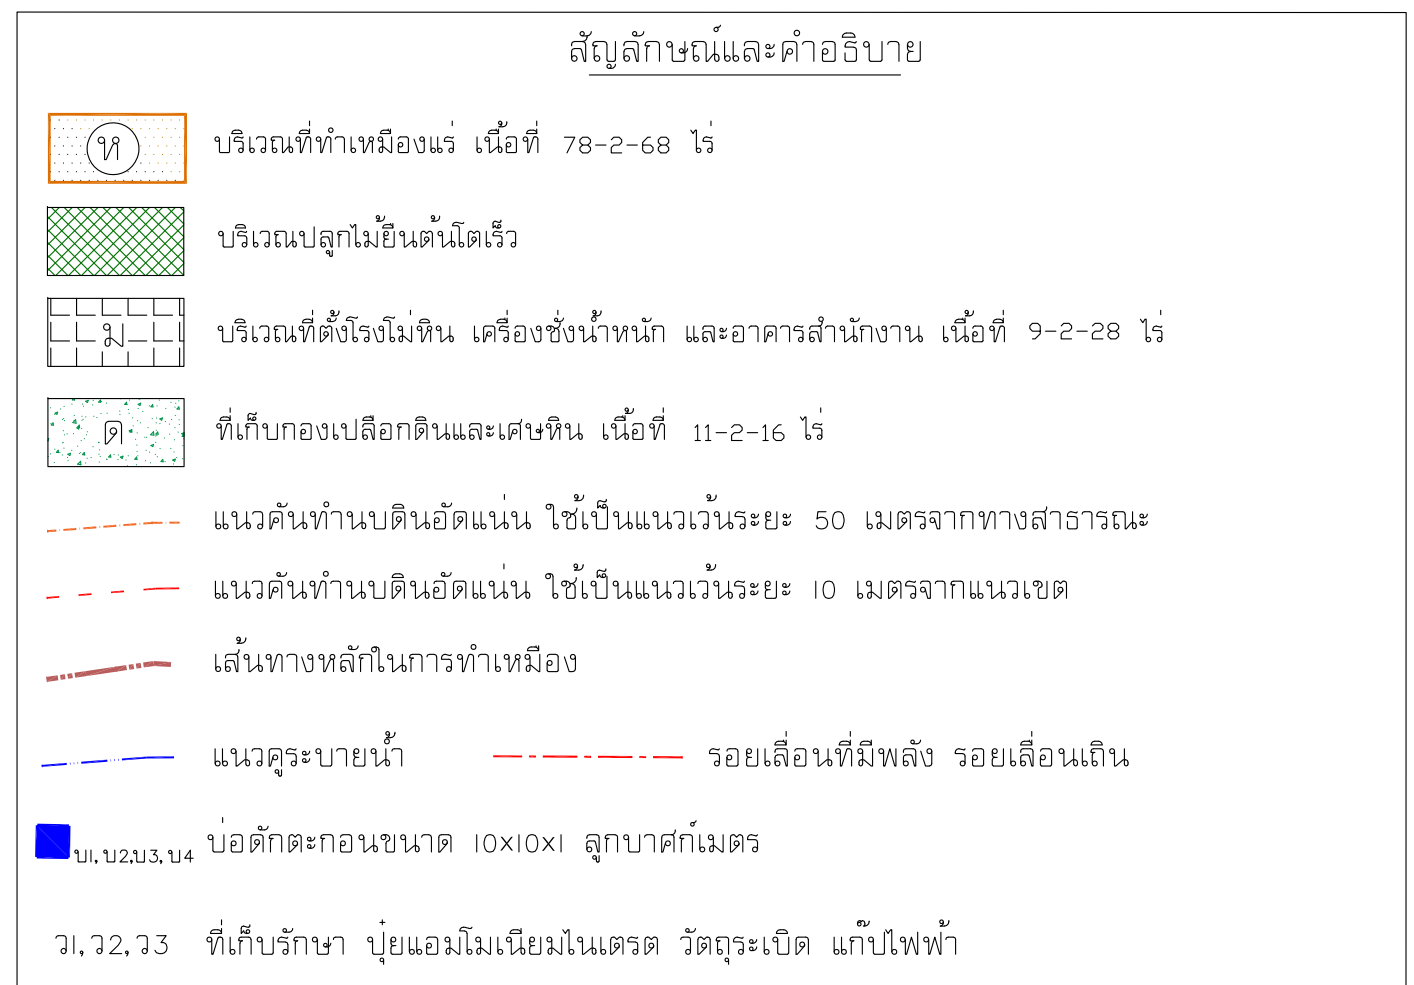 สัญลักษณ์และคำอธิบาย
ห บริเวณที่ทำเหมืองแร่ เนื้อที่ 78-2-68 ไร่
บริเวณปลูกไม้ยืนต้นโตเร็ว
ม บริเวณที่ตั้งโรงโม่หิน เครื่องชั่งน้ำหนัก และอาคารสำนักงาน เนื้อที่ 9-2-28 ไร่
ด ที่เก็บกองเปลือกดินและเศษหิน เนื้อที่ 11-2-16 ไร่
แนวคันทำนบดินอัดแน่น ใช้เป็นแนวเว้นระยะ 50 เมตรจากทางสาธารณะ
แนวคันทำนบดินอัดแน่น ใช้เป็นแนวเว้นระยะ 10 เมตรจากแนวเขต
เส้นทางหลักในการทำเหมือง
แนวคูระบายน้ำ รอยเลื่อนที่มีพลัง รอยเลื่อนเถิน
บ1, บ2,บ3, บ4 บ่อดักตะกอนขนาด 10x10x1 ลูกบาศก์เมตร
ว1, ว2, ว3 ที่เก็บรักษา ปุ๋ยแอมโมเนียมไนเตรต วัตถุระเบิด แก๊ปไฟฟ้า